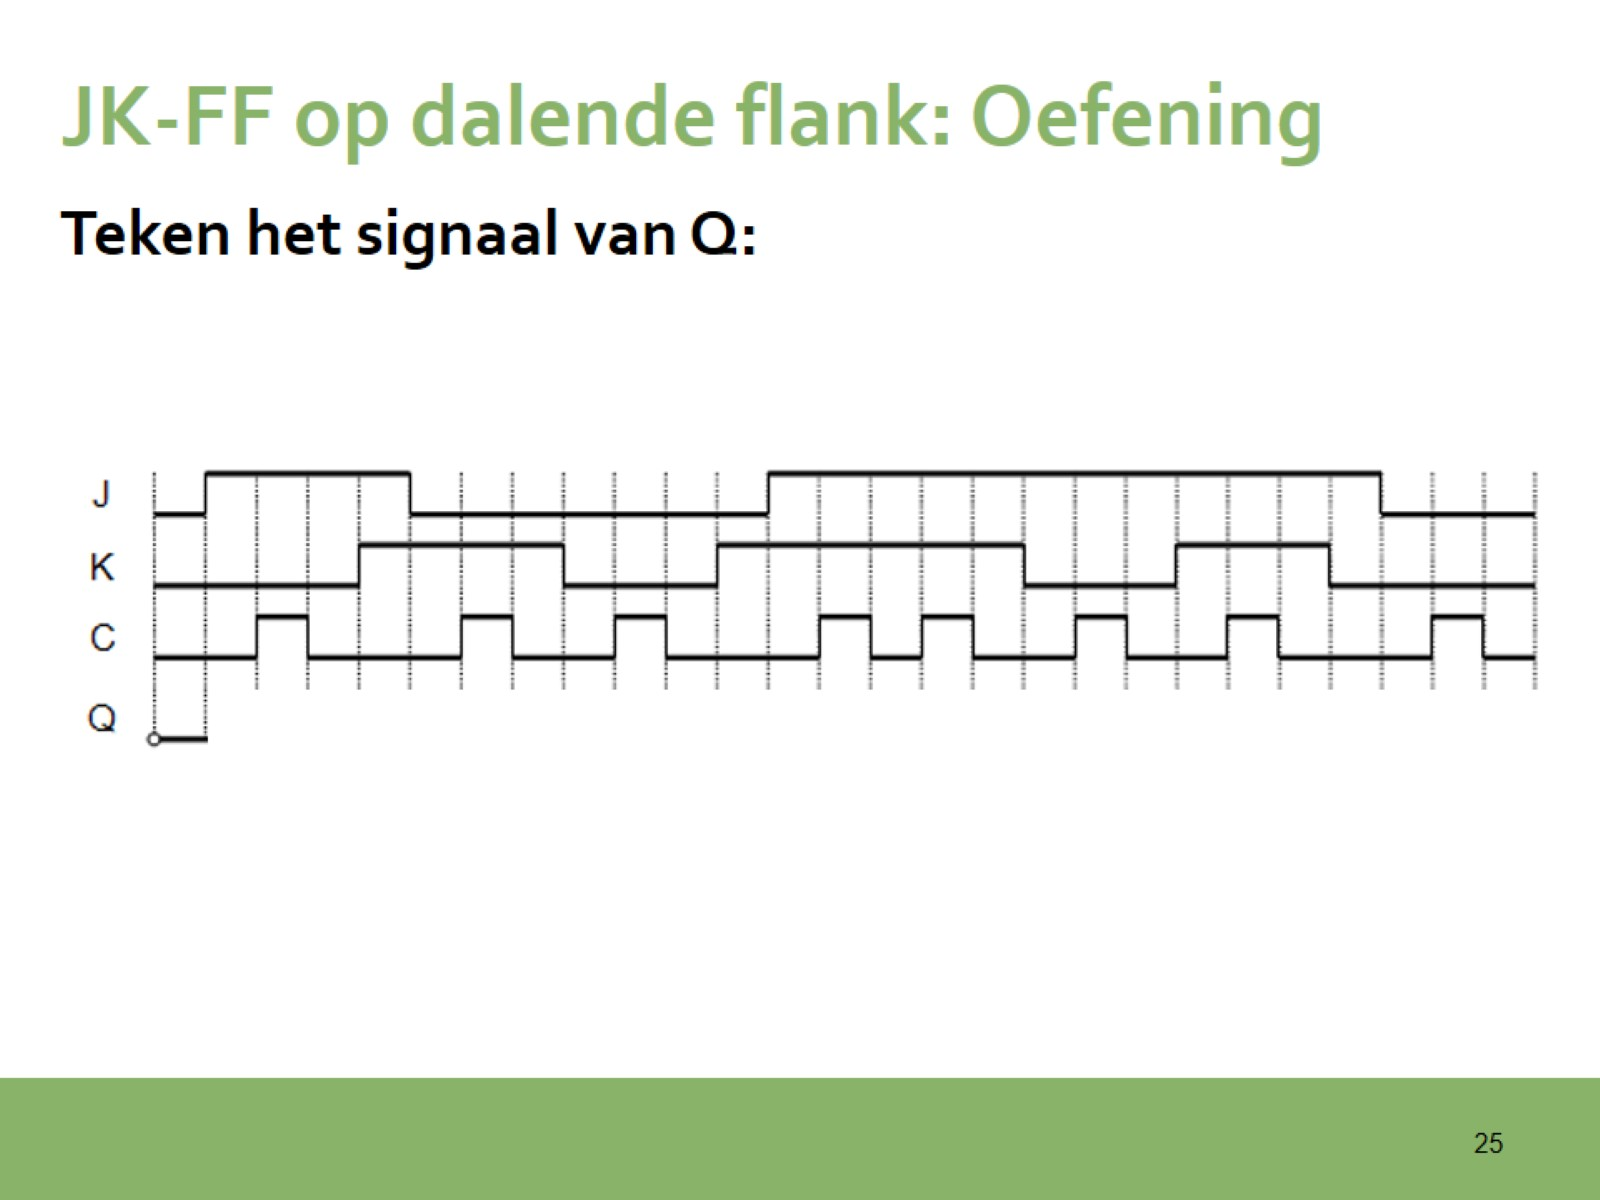 JK-FF op dalende flank: Oefening
Teken het signaal van Q:
J
K
C
Q
25